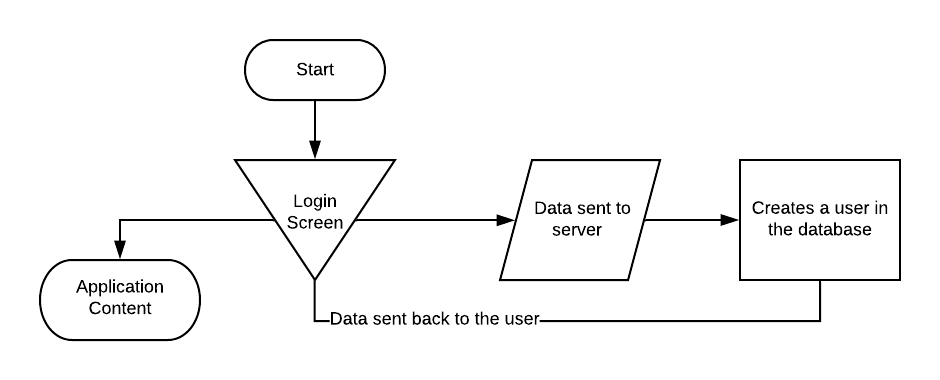 Start
Login
Screen
Data sent to
server
Creates a user in
the database
Application
Content
Data sent back to the user